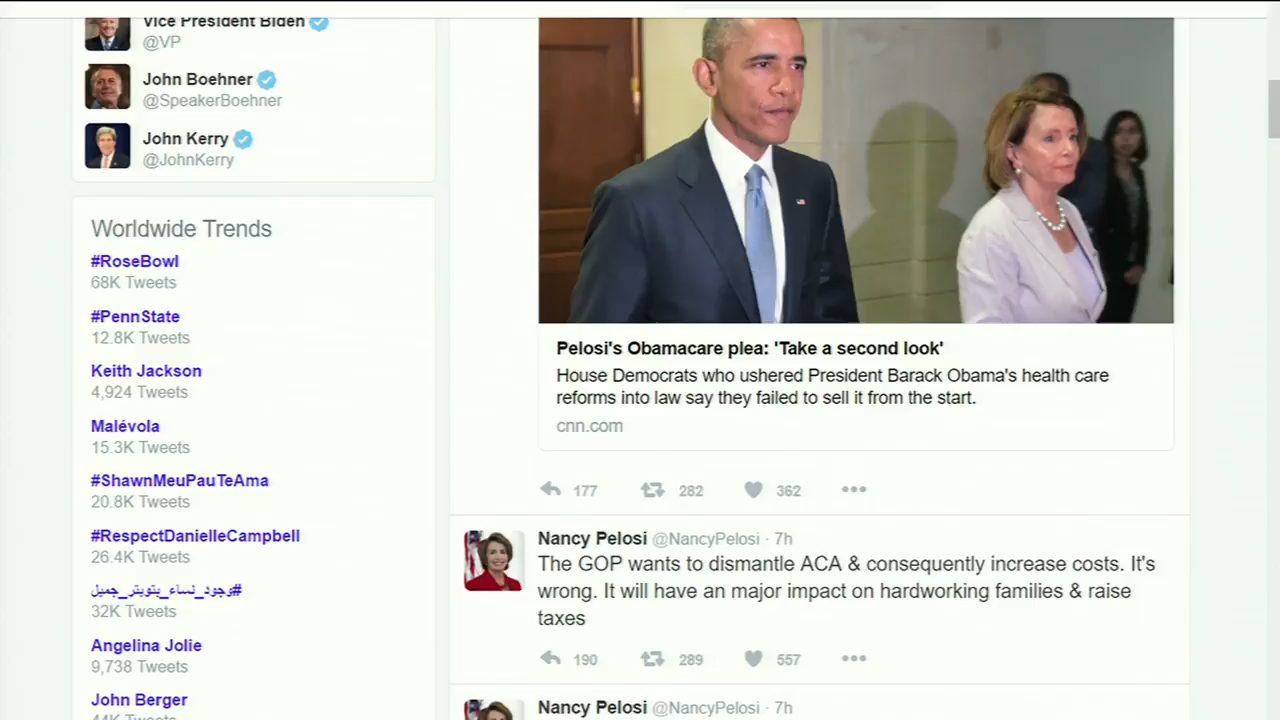 Vice President Biden
@VP
John Boehner
@SpeakerBoehner
John Kerry
@JohnKerry
Worldwide Trends
#RoseBowl
68K Tweets
#PennState
12.8K Tweets
Keith Jackson
4,924 Tweets
Malévola
15.3K Tweets
#ShawnMeuPauTeAma
20.8K Tweets
#RespectDanielleCampbell
26.4K Tweets
#وجود_نساء_بتويتر_جميل
32K Tweets
Angelina Jolie
9,738 Tweets
John Berger
44K Tweets
Pelosi's Obamacare plea: 'Take a second look'
House Democrats who ushered President Barack Obama's health care
reforms into law say they failed to sell it from the start.
cnn.com
177 282 362
Nancy Pelosi @NancyPelosi · 7h
The GOP wants to dismantle ACA & consequently increase costs. It's
wrong. It will have an major impact on hardworking families & raise
taxes
190 289 557
Nancy Pelosi @NancyPelosi · 7h